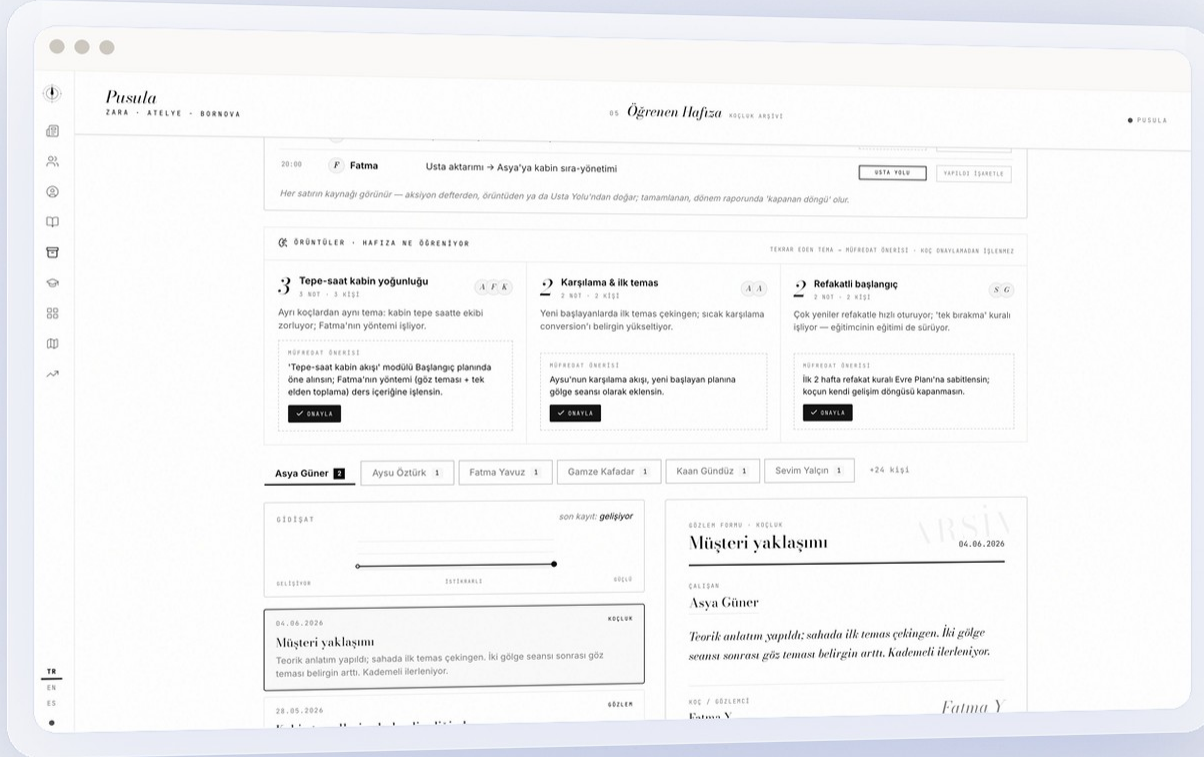 Pusula
ZARA · ATELYE · BORNOVA
05 Öğrenen Hafıza KOÇLUK ARŞİVİ
PUSULA
20:00 F Fatma Usta aktarımı → Asya'ya kabin sıra-yönetimi USTA YOLU YAPILDI İŞARETLE
Her satırın kaynağı görünür — aksiyon defterden, örüntüden ya da Usta Yolu'ndan doğar; tamamlanan, dönem raporunda 'kapanan döngü' olur.
ÖRÜNTÜLER · HAFIZA NE ÖĞRENİYOR
TEKRAR EDEN TEMA → MÜFREDAT ÖNERİSİ · KOÇ ONAYLAMADAN İŞLENMEZ
3 Tepe-saat kabin yoğunluğu A F K
3 NOT · 3 KİŞİ
Ayrı koçlardan aynı tema: kabin tepe saatte ekibi
zorluyor; Fatma'nın yöntemi işliyor.
MÜFREDAT ÖNERİSİ
'Tepe-saat kabin akışı' modülü Başlangıç planında
öne alınsın; Fatma'nın yöntemi (göz teması + tek
elden toplama) ders içeriğine işlensin.
✓ ONAYLA
2 Karşılama & ilk temas A A
2 NOT · 2 KİŞİ
Yeni başlayanlarda ilk temas çekingen; sıcak karşılama
conversion'ı belirgin yükseltiyor.
MÜFREDAT ÖNERİSİ
Aysu'nun karşılama akışı, yeni başlayan planına
gölge seansı olarak eklensin.
✓ ONAYLA
2 Refakatli başlangıç S G
2 NOT · 2 KİŞİ
Çok yeniler refakatle hızlı oturuyor; 'tek bırakma' kuralı
işliyor — eğitimcinin eğitimi de sürüyor.
MÜFREDAT ÖNERİSİ
İlk 2 hafta refakat kuralı Evre Planı'na sabitlensin;
koçun kendi gelişim döngüsü kapanmasın.
✓ ONAYLA
Asya Güner 2 Aysu Öztürk 1 Fatma Yavuz 1 Gamze Kafadar 1 Kaan Gündüz 1 Sevim Yalçın 1 +24 kişi
GİDİŞAT
son kayıt: gelişiyor
GELİŞİYOR İSTİKRARLI GÜÇLÜ
04.06.2026 KOÇLUK
Müşteri yaklaşımı
Teorik anlatım yapıldı; sahada ilk temas çekingen. İki gölge seansı sonrası göz
teması belirgin arttı. Kademeli ilerleniyor.
28.05.2026 GÖZLEM
GÖZLEM FORMU · KOÇLUK
ARŞİV
Müşteri yaklaşımı
04.06.2026
ÇALIŞAN
Asya Güner
Teorik anlatım yapıldı; sahada ilk temas çekingen. İki gölge
seansı sonrası göz teması belirgin arttı. Kademeli ilerleniyor.
KOÇ / GÖZLEMCİ
Fatma Y
Fatma Y
TR
EN
ES